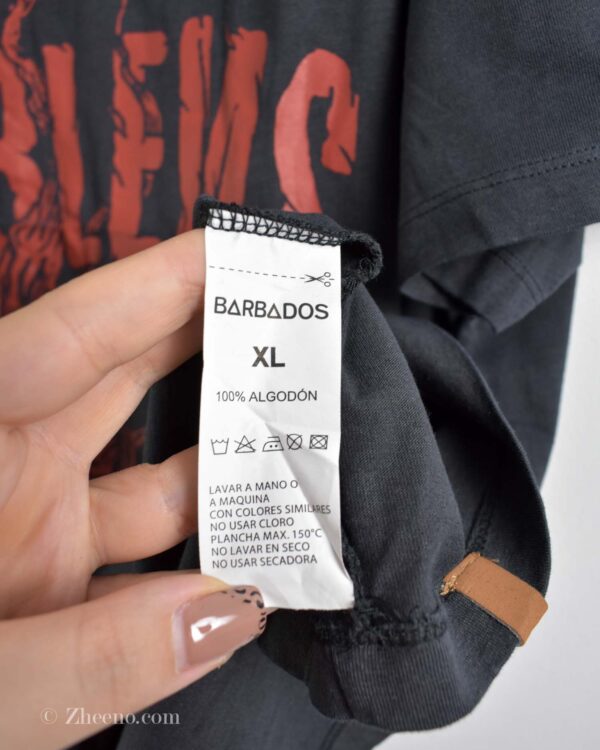 BLEMS
BARBADOS
XL
100% ALGODÓN
LAVAR A MANO O
A MAQUINA
CON COLORES SIMILARES
NO USAR CLORO
PLANCHA MAX. 150°C
NO LAVAR EN SECO
NO USAR SECADORA
© Zheeno.com